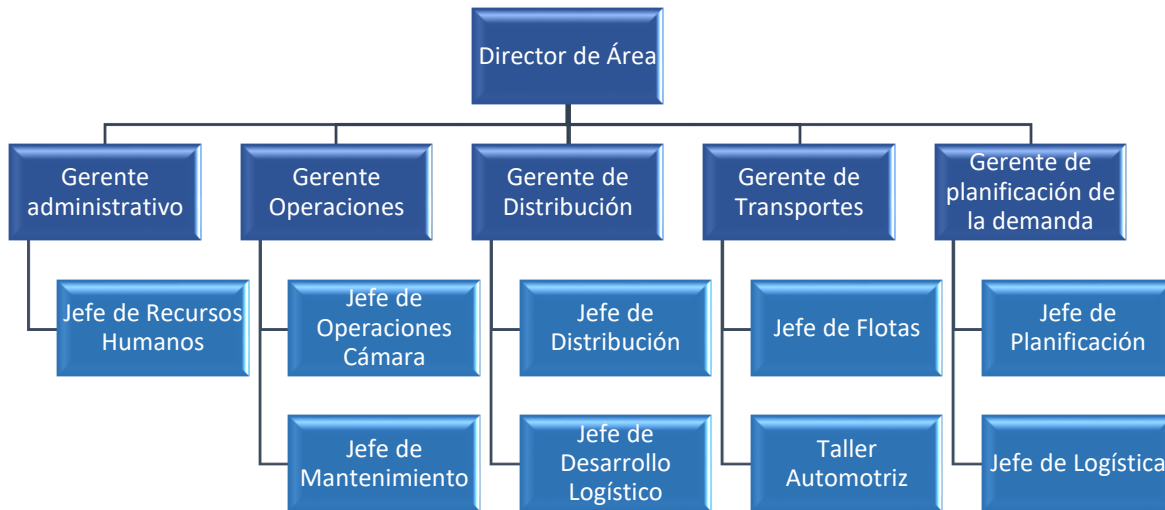 Director de Área
Gerente
administrativo
Gerente
Operaciones
Gerente de
Distribución
Gerente de
Transportes
Gerente de
planificación de
la demanda
Jefe de Recursos
Humanos
Jefe de
Operaciones
Cámara
Jefe de
Distribución
Jefe de Flotas
Jefe de
Planificación
Jefe de
Mantenimiento
Jefe de
Desarrollo
Logístico
Taller
Automotriz
Jefe de Logística